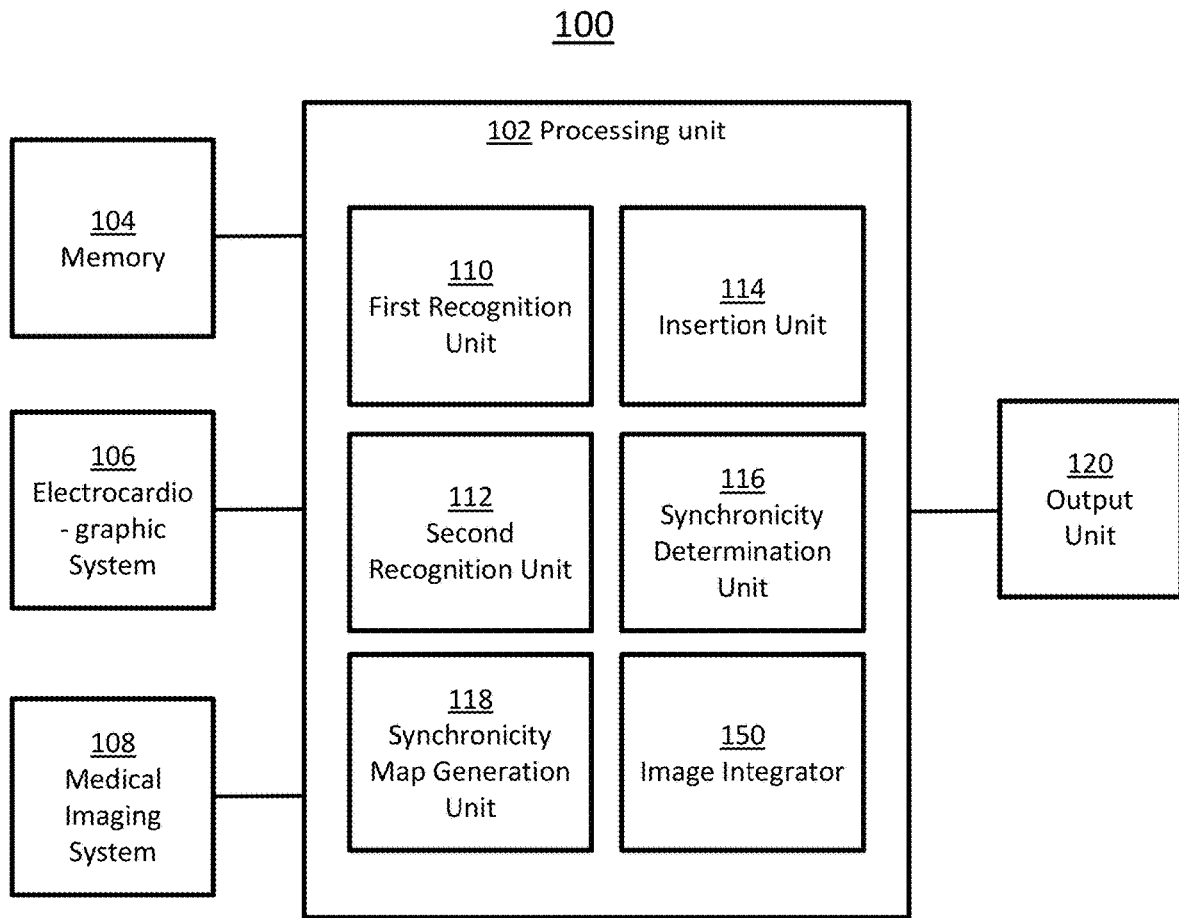 100
102 Processing unit
104
Memory
106
Electrocardio
- graphic
System
108
Medical
Imaging
System
110
First Recognition
Unit
114
Insertion Unit
112
Second
Recognition Unit
116
Synchronicity
Determination
Unit
118
Synchronicity
Map Generation
Unit
150
Image Integrator
120
Output
Unit